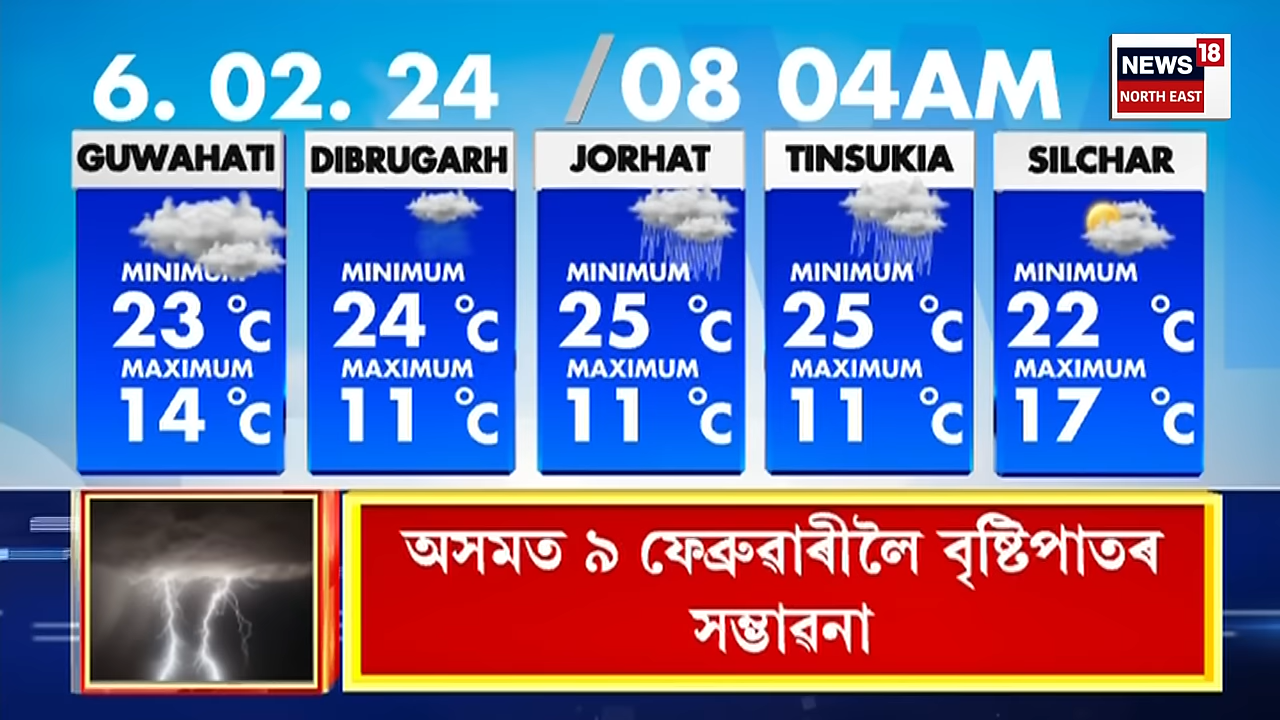 6. 02. 24 / 08 04AM
NEWS 18
NORTH EAST
GUWAHATI
MINIMUM
23 °C
MAXIMUM
14 °C
DIBRUGARH
MINIMUM
24 °C
MAXIMUM
11 °C
JORHAT
MINIMUM
25 °C
MAXIMUM
11 °C
TINSUKIA
MINIMUM
25 °C
MAXIMUM
11 °C
SILCHAR
MINIMUM
22 °C
MAXIMUM
17 °C
অসমত ৯ ফেব্ৰুৱাৰীলৈ বৃষ্টিপাতৰ
সম্ভাৱনা